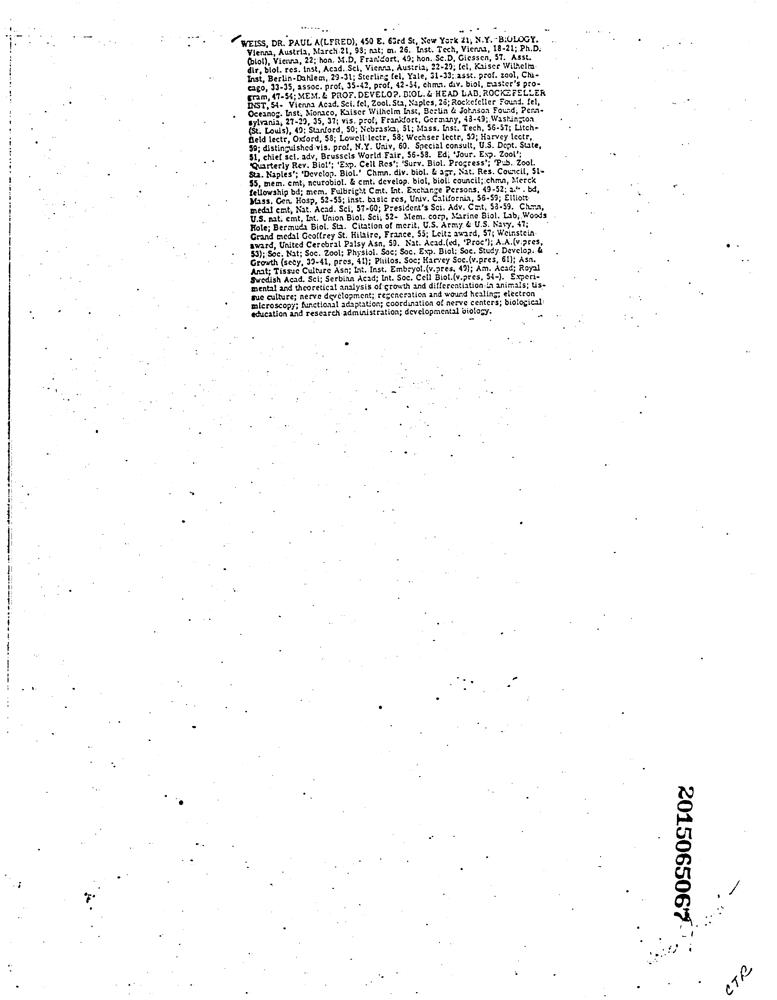 WEISS, DR. PAUL A(LFRED), 450 E. 63rd St, New York 21, N.Y. BIOLOGY.
Vienna, Austria, March 21, 98; nat; m. 26. Inst. Tech, Vienna, 18-21; Ph.D.
(biol), Vienna, 22; hon. M.D, Frankfort, 49; hon. Sc.D, Giessen, 57. Asst.
dir, biol. res. inst, Acad. Sci, Vienna, Austria, 22-29; fel, Kaiser Wilhelm
Inst, Berlin-Dahlem, 29-31; Sterling fel, Yale, 31-33; asst. prof. zool, Chi-
cago, 33-35, assoc. prof, 35-42, prof, 42-54, chmn. div. biol, master's pro-
gram, 47-54; MEM. & PROF. DEVELOP. BIOL. & HEAD LAB, ROCKEFELLER
INST, 54- Vienna Acad. Sci. fel, Zool. Sta, Naples, 26; Rockefeller Found. fel,
Oceanog. Inst, Monaco, Kaiser Wilhelm Inst, Berlin & Johnson Found, Penn-
sylvania, 27-29, 35, 37; vis. prof, Frankfort, Germany, 48-49; Washington
(St. Louis), 49; Stanford, 50; Nebraska, 51; Mass. Inst. Tech, 56-57; Litch-
field lectr, Oxford, 58; Lowell lectr, 58; Wechser lectr, 59; Harvey lectr,
59; distinguished vis. prof, N.Y. Univ, 60. Special consult, U.S. Dept. State,
51, chief sci. adv, Brussels World Fair, 56-58. Ed, 'Jour. Exp. Zool';
'Quarterly Rev. Biol'; 'Exp. Cell Res'; 'Surv. Biol. Progress'; 'Pub. Zool.
Sta. Naples'; 'Develop. Biol.' Chmn. div. biol. & agr, Nat. Res. Council, 51-
55, mem. cmt, neurobiol. & cmt. develop. biol, biol. council; chmn, Merck
fellowship bd; mem. Fulbright Cmt. Int. Exchange Persons, 49-52; bd,
Mass. Gen. Hosp, 52-55; inst. basic res, Univ. California, 56-59; Elliott
medal cmt, Nat. Acad. Sci, 57-60; President's Sci. Adv. Cmt, 58-59. Chmn,
U.S. nat. cmt, Int. Union Biol. Sci, 52- Mem. corp, Marine Biol. Lab, Woods
Hole; Bermuda Biol. Sta. Citation of merit, U.S. Army & U.S. Navy, 47;
Grand medal Geoffrey St. Hilaire, France, 55; Leitz award, 57; Weinstein
award, United Cerebral Palsy Asn, 59. Nat. Acad.(ed, 'Proc'); A.A.(v.pres,
53); Soc. Nat; Soc. Zool; Physiol. Soc; Soc. Exp. Biol; Soc. Study Develop. &
Growth (secy, 39-41, pres, 41); Philos. Soc; Harvey Soc.(v.pres, 61); Asn.
Anat; Tissue Culture Asn; Int. Inst. Embryol.(v.pres, 49); Am. Acad; Royal
Swedish Acad. Sci; Serbian Acad; Int. Soc. Cell Biol.(v.pres, 54-). Experi-
mental and theoretical analysis of growth and differentiation in animals; tis-
sue culture; nerve development; regeneration and wound healing; electron
microscopy; functional adaptation; coordination of nerve centers; biological
education and research administration; developmental biology.
2015065067
CTR